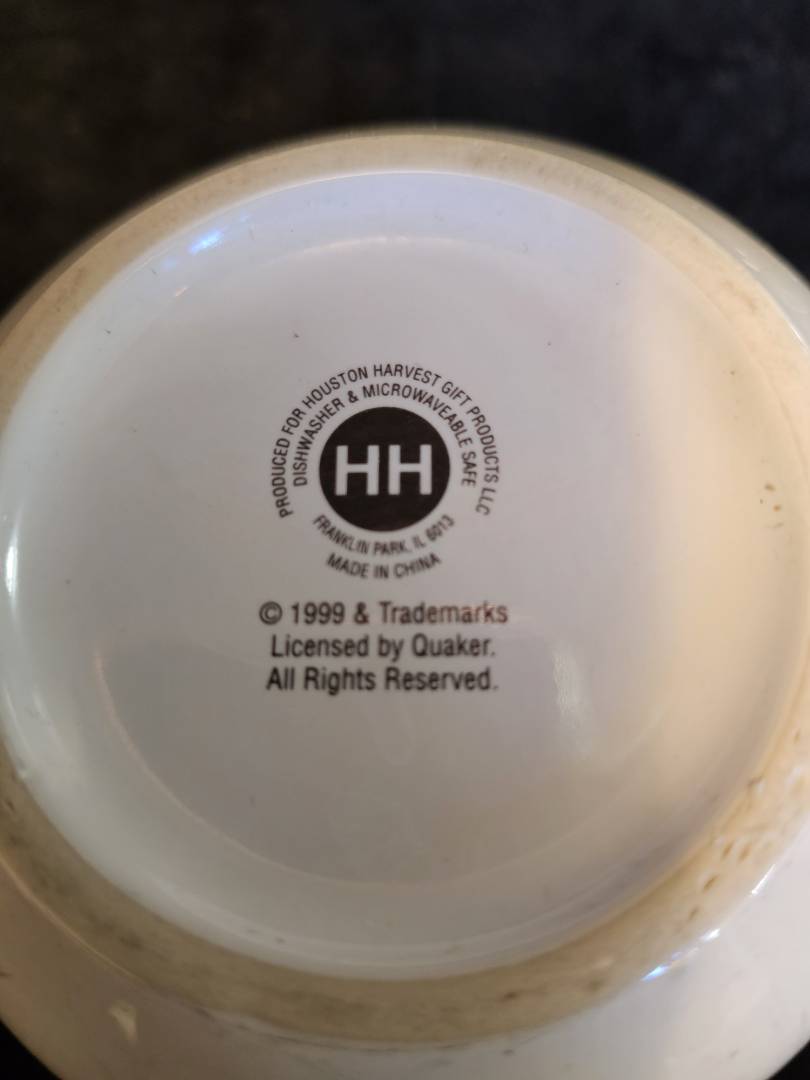 PRODUCED FOR HOUSTON HARVEST GIFT PRODUCTS LLC
DISHWASHER & MICROWAVEABLE SAFE
HH
FRANKLIN PARK, IL 6013
MADE IN CHINA
© 1999 & Trademarks
Licensed by Quaker.
All Rights Reserved.